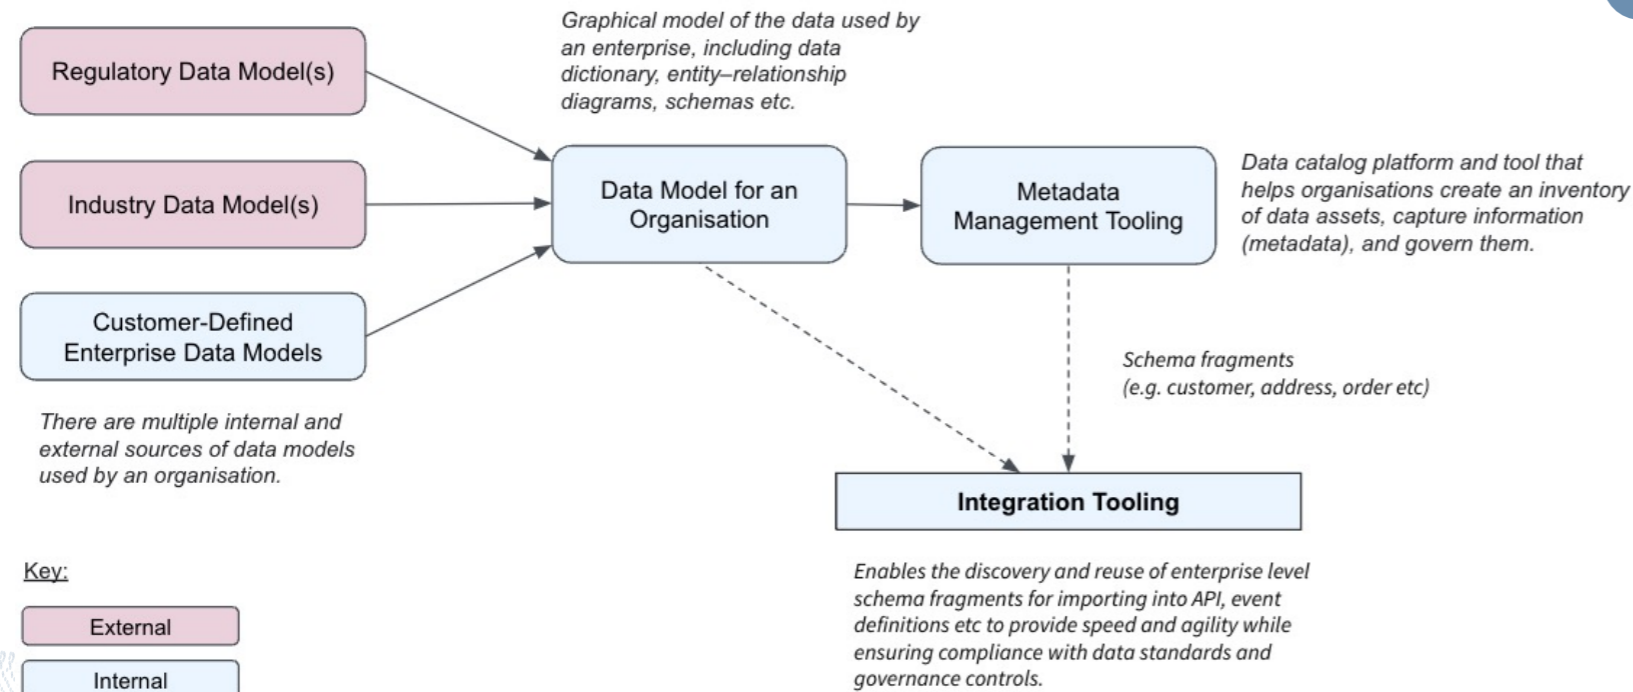 Graphical model of the data used by
an enterprise, including data
dictionary, entity–relationship
diagrams, schemas etc.
Regulatory Data Model(s)
Industry Data Model(s)
Customer-Defined
Enterprise Data Models
There are multiple internal and
external sources of data models
used by an organisation.
Data Model for an
Organisation
Metadata
Management Tooling
Data catalog platform and tool that
helps organisations create an inventory
of data assets, capture information
(metadata), and govern them.
Schema fragments
(e.g. customer, address, order etc)
Integration Tooling
Enables the discovery and reuse of enterprise level
schema fragments for importing into API, event
definitions etc to provide speed and agility while
ensuring compliance with data standards and
governance controls.
Key:
External
Internal